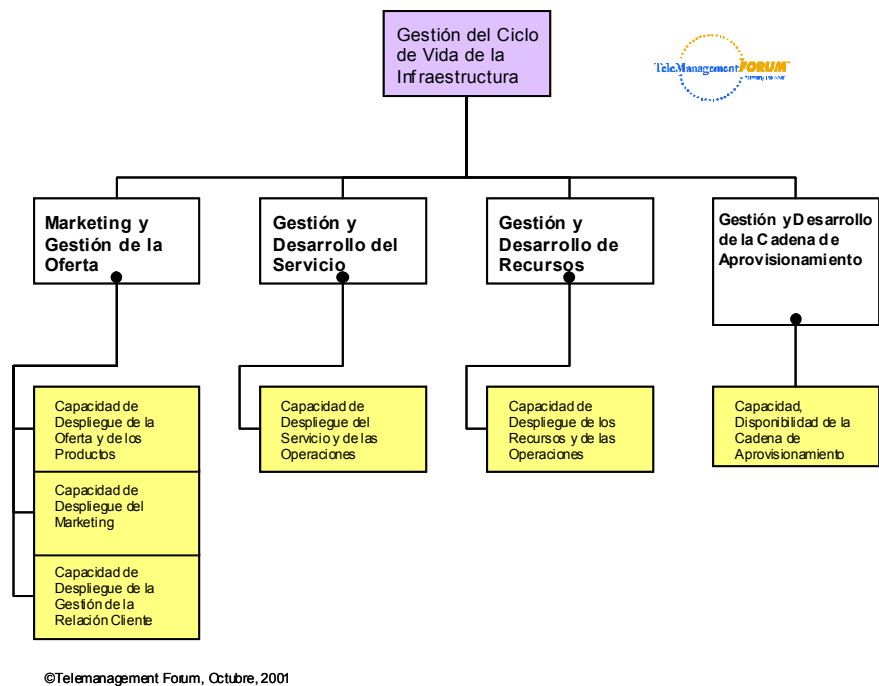 Gestión del Ciclo
de Vida de la
Infraestructura
TeleManagement FORUM
Marketing y
Gestión de la
Oferta
Gestión y
Desarrollo del
Servicio
Gestión y
Desarrollo de
Recursos
Gestión y Desarrollo
de la Cadena de
Aprovisionamiento
Capacidad de
Despliegue de la
Oferta y de los
Productos
Capacidad de
Despliegue del
Servicio y de las
Operaciones
Capacidad de
Despliegue de los
Recursos y de las
Operaciones
Capacidad,
Disponibilidad de la
Cadena de
Aprovisionamiento
Capacidad de
Despliegue del
Marketing
Capacidad de
Despliegue de la
Gestión de la
Relación Cliente
©Telemanagement Forum, Octubre, 2001